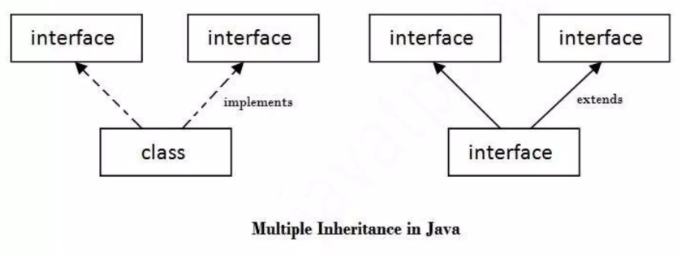 interface interface interface interface
implements extends
class interface
Multiple Inheritance in Java